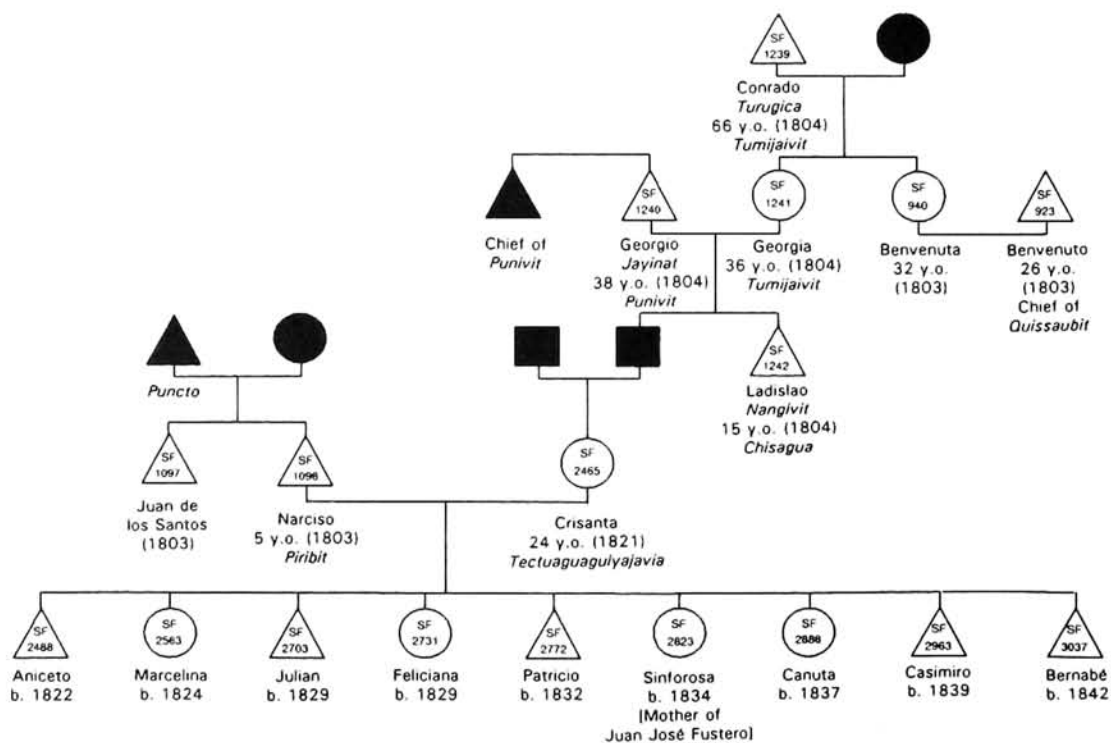 SF
1239
Conrado
Turugica
66 y.o. (1804)
Tumijaivit
Chief of
Punivit
SF
1240
Georgio
Jayinat
38 y.o. (1804)
Punivit
SF
1241
Georgia
36 y.o. (1804)
Tumijaivit
SF
940
Benvenuta
32 y.o.
(1803)
SF
923
Benvenuto
26 y.o.
(1803)
Chief of
Quissaubit
SF
1242
Ladislao
Nangivit
15 y.o. (1804)
Chisagua
Puncto
SF
1097
Juan de
los Santos
(1803)
SF
1096
Narciso
5 y.o. (1803)
Piribit
SF
2465
Crisanta
24 y.o. (1821)
Tectuaguagulyajavia
SF
2488
Aniceto
b. 1822
SF
2563
Marcelina
b. 1824
SF
2703
Julian
b. 1829
SF
2731
Feliciana
b. 1829
SF
2772
Patricio
b. 1832
SF
2823
Sinforosa
b. 1834
[Mother of
Juan José Fustero]
SF
2886
Canuta
b. 1837
SF
2963
Casimiro
b. 1839
SF
3037
Bernabé
b. 1842